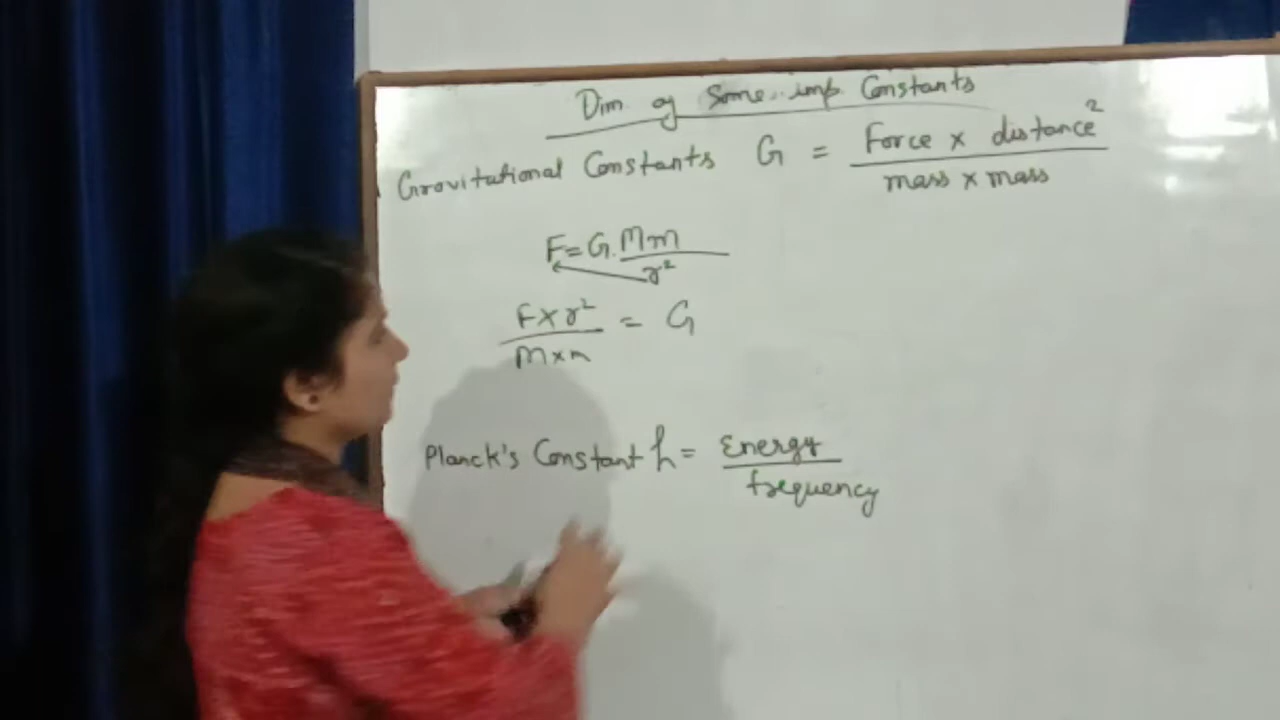 Dim of Some imp. Constants
Gravitational Constants G = Force × distance² / mass × mass
F = G. Mm / r²
F × r² / M × m = G
Planck's Constant h = Energy / frequency